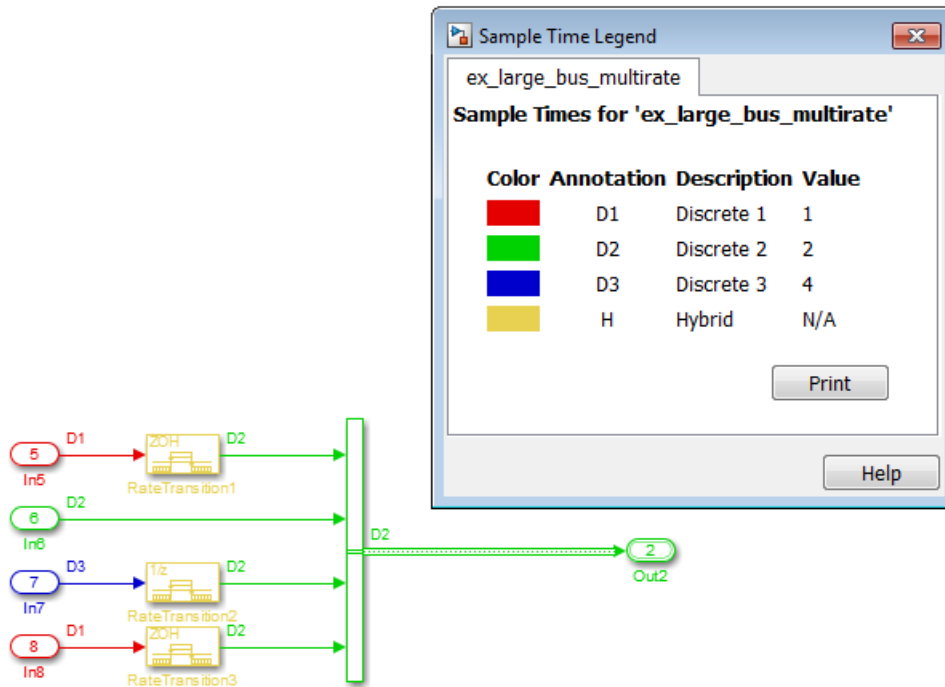 Sample Time Legend
ex_large_bus_multirate
Sample Times for 'ex_large_bus_multirate'
Color Annotation Description Value
D1 Discrete 1 1
D2 Discrete 2 2
D3 Discrete 3 4
H Hybrid N/A
Print
Help
D1 ZOH D2
5
In5 RateTransition1
D2
6
In6
D2
2
Out2
D3 1/z D2
7
In7 RateTransition2
D1 ZOH D2
8
In8 RateTransition3